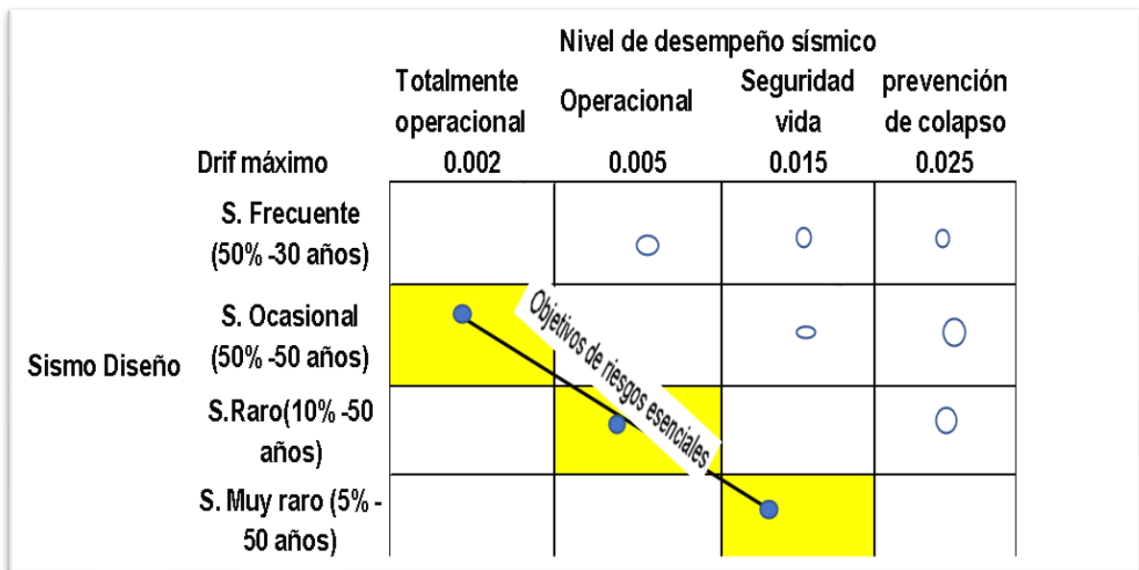 Nivel de desempeño sísmico
Totalmente
operacional
Operacional
Seguridad
vida
prevención
de colapso
Drif máximo
0.002
0.005
0.015
0.025
S. Frecuente
(50% -30 años)
Sismo Diseño
S. Ocasional
(50% -50 años)
S.Raro(10% -50
años)
S. Muy raro (5% -
50 años)
Objetivos de riesgos esenciales